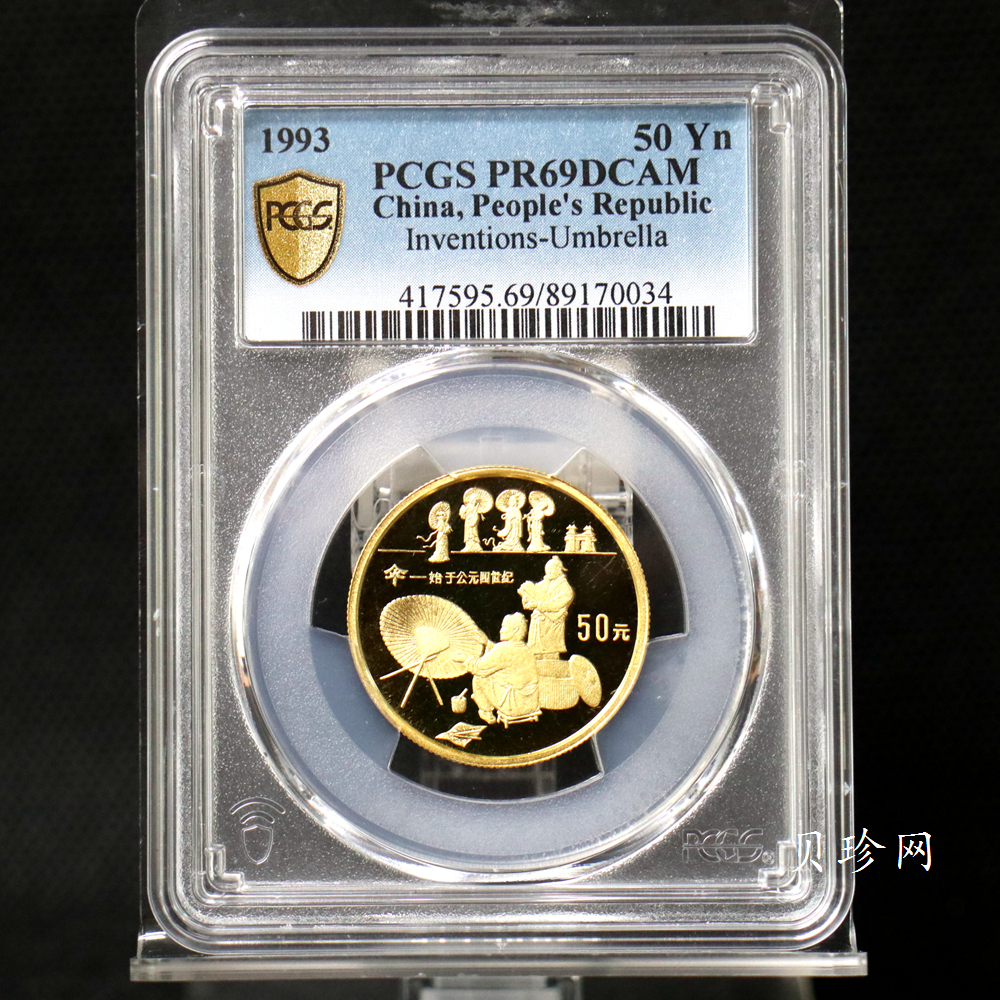 1993 50 Yn
PCGS PR69DCAM
China, People's Republic
PCGS
Inventions-Umbrella
417595.69/89170034
伞—始于公元四世纪
50元
PCGS
贝珍网